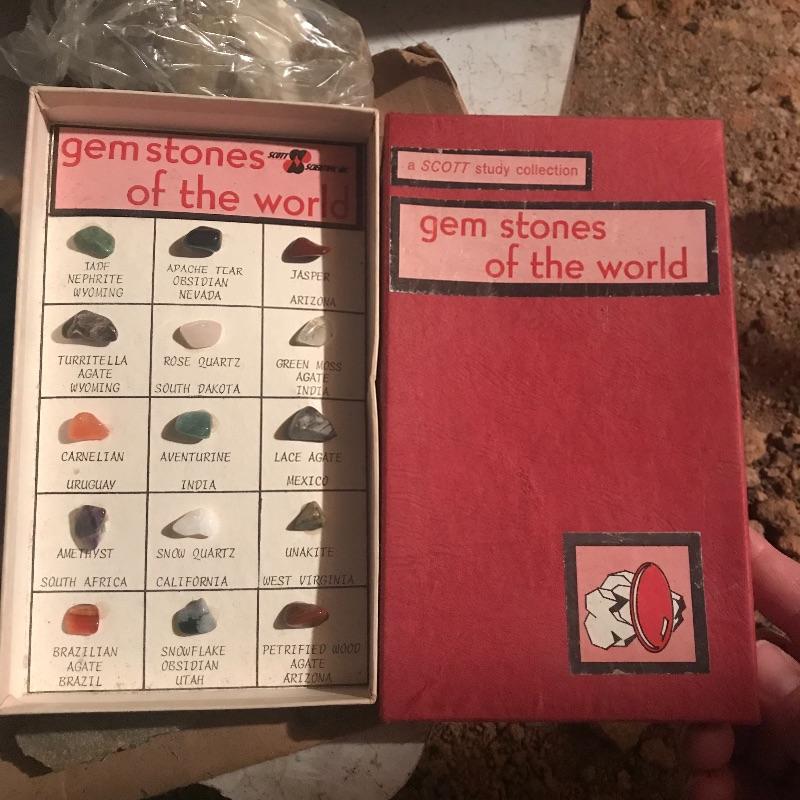 gem stones
SCOTT
SCIENTIFIC INC
of the world
JADE
NEPHRITE
WYOMING
APACHE TEAR
OBSIDIAN
NEVADA
JASPER
ARIZONA
TURRITELLA
AGATE
WYOMING
ROSE QUARTZ
SOUTH DAKOTA
GREEN MOSS
AGATE
INDIA
CARNELIAN
URUGUAY
AVENTURINE
INDIA
LACE AGATE
MEXICO
AMETHYST
SOUTH AFRICA
SNOW QUARTZ
CALIFORNIA
UNAKITE
WEST VIRGINIA
BRAZILIAN
AGATE
BRAZIL
SNOWFLAKE
OBSIDIAN
UTAH
PETRIFIED WOOD
AGATE
ARIZONA
a SCOTT study collection
gem stones
of the world